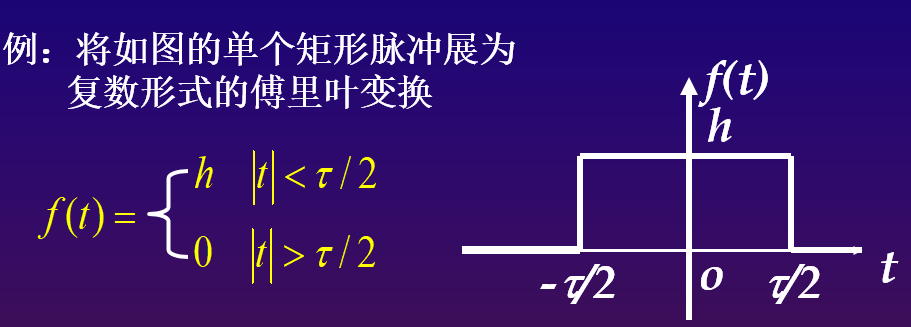 例：将如图的单个矩形脉冲展为
复数形式的傅里叶变换
f(t) = { h |t| < τ / 2
0 |t| > τ / 2
f(t)
h
-τ/2 o τ/2 t